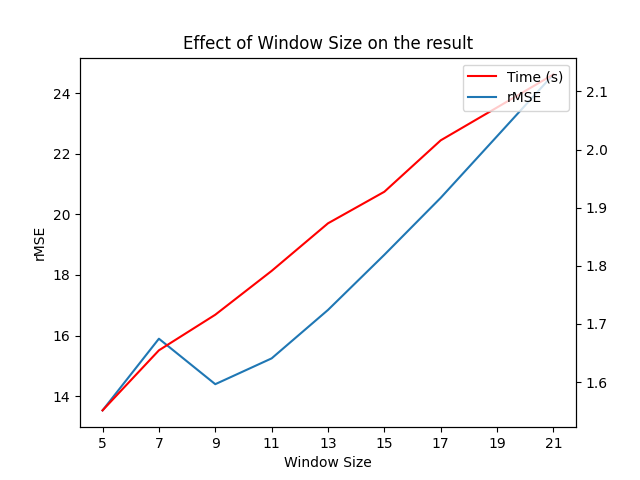 Effect of Window Size on the result
Time (s)
rMSE
24
22
20
18
16
14
rMSE
2.1
2.0
1.9
1.8
1.7
1.6
5 7 9 11 13 15 17 19 21
Window Size